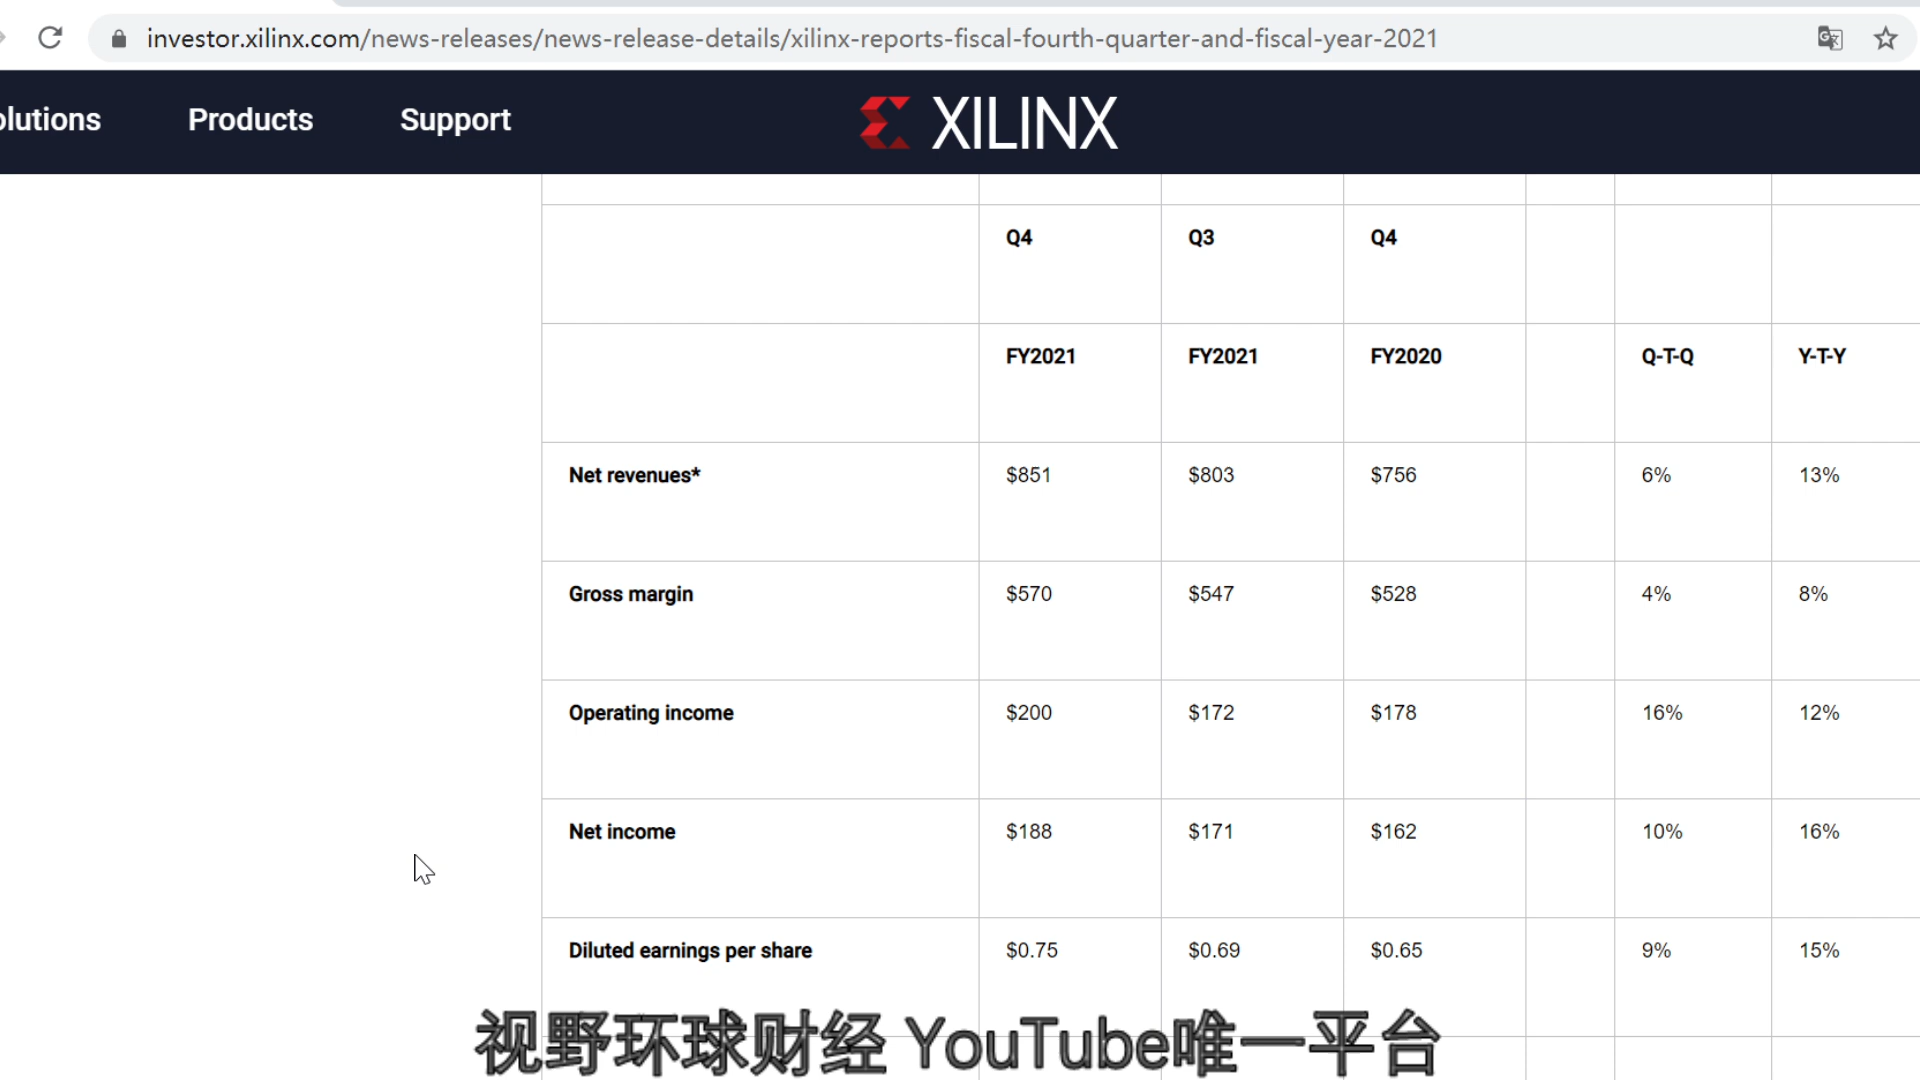 investor.xilinx.com/news-releases/news-release-details/xilinx-reports-fiscal-fourth-quarter-and-fiscal-year-2021
olutions Products Support XILINX
Q4 Q3 Q4
FY2021 FY2021 FY2020 Q-T-Q Y-T-Y
Net revenues* $851 $803 $756 6% 13%
Gross margin $570 $547 $528 4% 8%
Operating income $200 $172 $178 16% 12%
Net income $188 $171 $162 10% 16%
Diluted earnings per share $0.75 $0.69 $0.65 9% 15%
视野环球财经 YouTube唯一平台